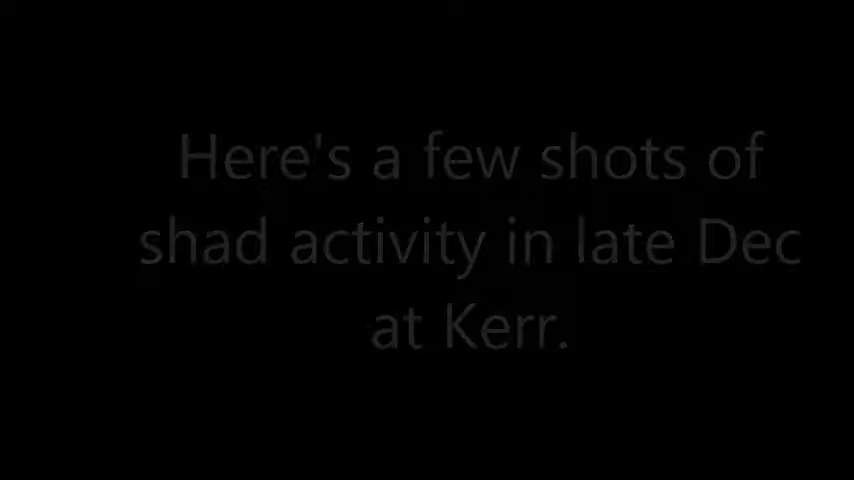 Here's a few shots of
shad activity in late Dec
at Kerr.